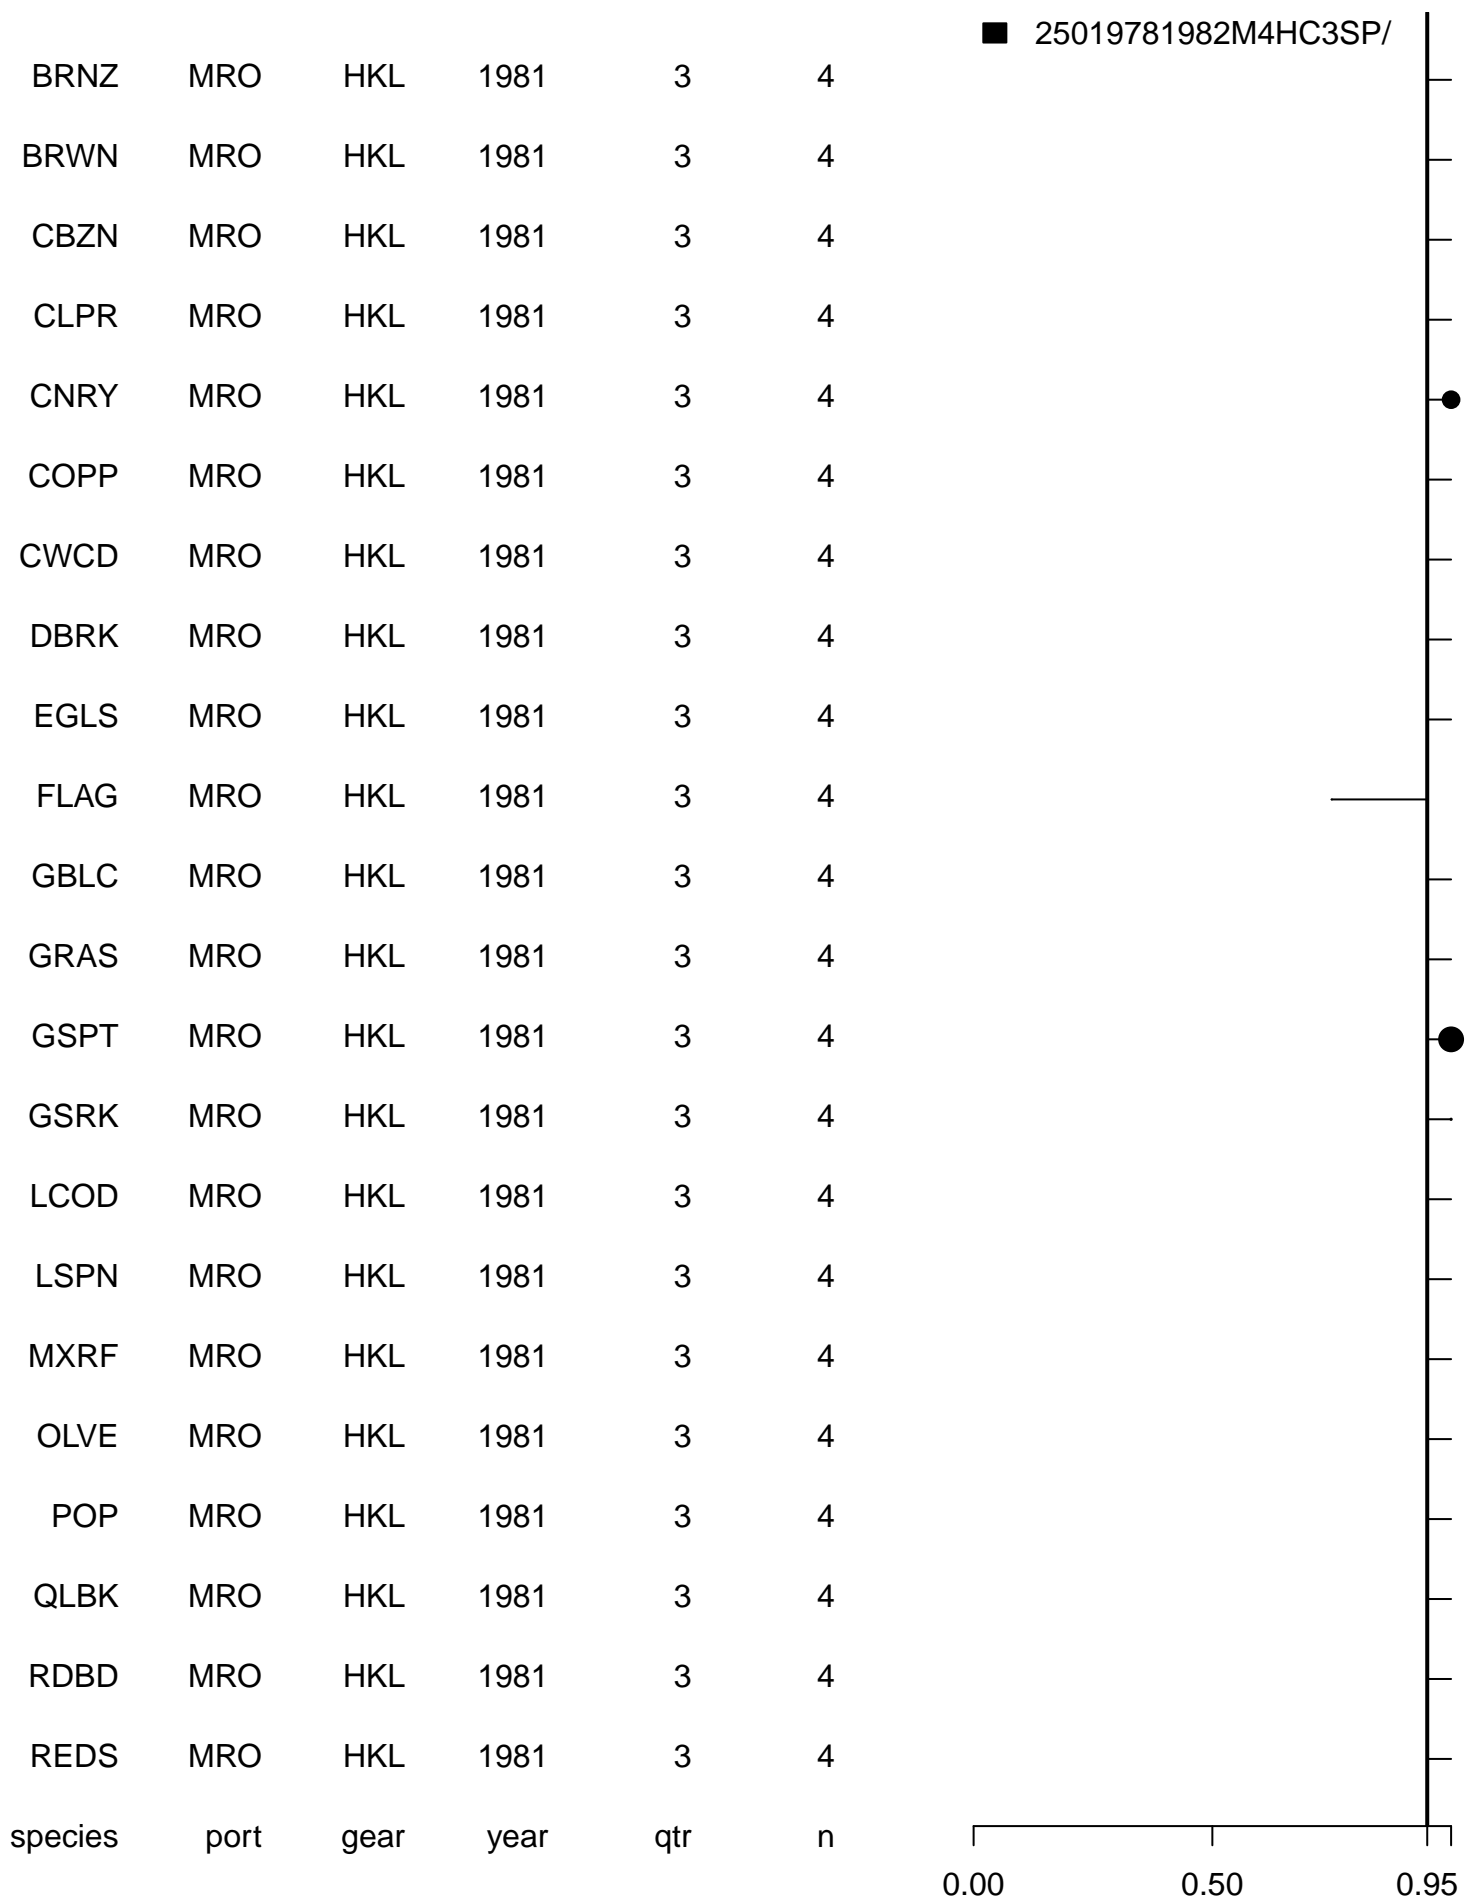 25019781982M4HC3SP/
BRNZ MRO HKL 1981 3 4
BRWN MRO HKL 1981 3 4
CBZN MRO HKL 1981 3 4
CLPR MRO HKL 1981 3 4
CNRY MRO HKL 1981 3 4
COPP MRO HKL 1981 3 4
CWCD MRO HKL 1981 3 4
DBRK MRO HKL 1981 3 4
EGLS MRO HKL 1981 3 4
FLAG MRO HKL 1981 3 4
GBLC MRO HKL 1981 3 4
GRAS MRO HKL 1981 3 4
GSPT MRO HKL 1981 3 4
GSRK MRO HKL 1981 3 4
LCOD MRO HKL 1981 3 4
LSPN MRO HKL 1981 3 4
MXRF MRO HKL 1981 3 4
OLVE MRO HKL 1981 3 4
POP MRO HKL 1981 3 4
QLBK MRO HKL 1981 3 4
RDBD MRO HKL 1981 3 4
REDS MRO HKL 1981 3 4
species port gear year qtr n
0.00 0.50 0.95